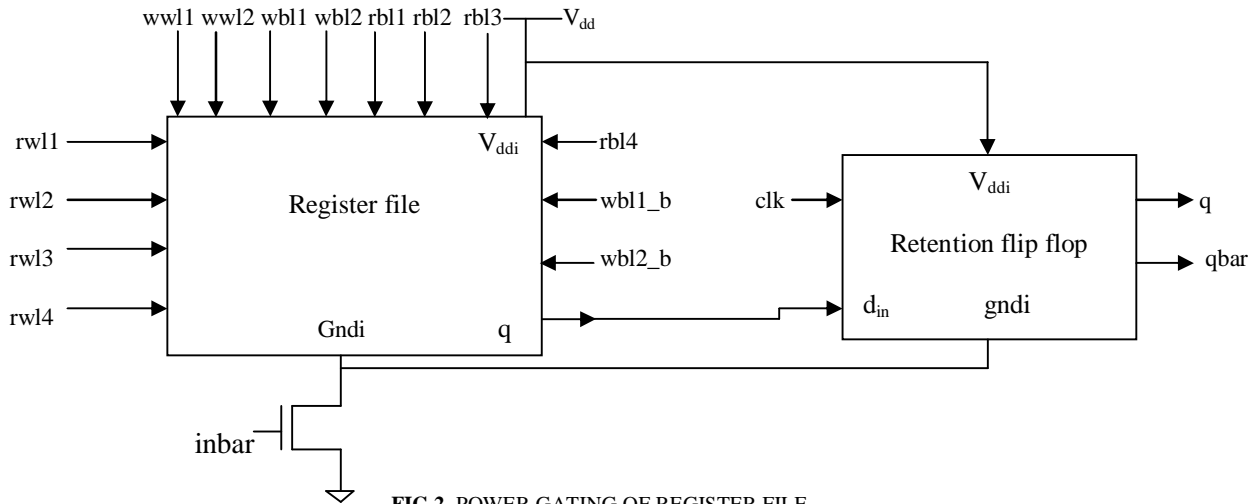 wwl1 wwl2 wbl1 wbl2 rbl1 rbl2 rbl3 Vdd
rwl1
rwl2
rwl3
rwl4
Vddi
Register file
Gndi
q
rbl4
wbl1_b
wbl2_b
clk
Vddi
Retention flip flop
din
gndi
q
qbar
inbar
FIG 2. POWER GATING OF REGISTER FILE